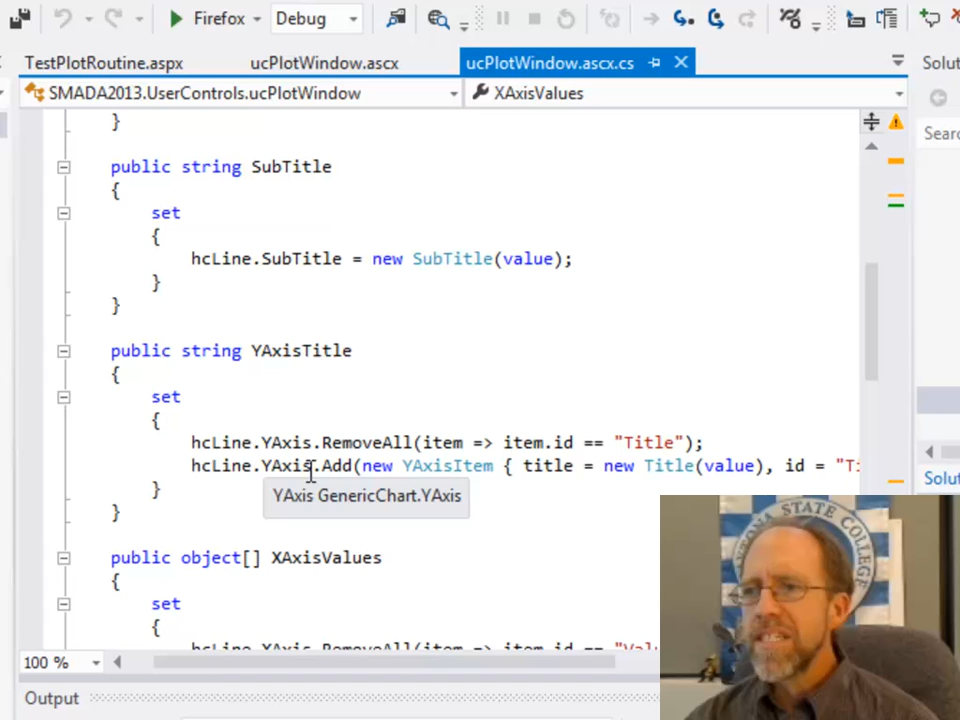 Firefox
Debug
TestPlotRoutine.aspx
ucPlotWindow.ascx
ucPlotWindow.ascx.cs
Solut
SMADA2013.UserControls.ucPlotWindow
XAxisValues
Sear
}
public string SubTitle
{
set
{
hcLine.SubTitle = new SubTitle(value);
}
}
public string YAxisTitle
{
set
{
hcLine.YAxis.RemoveAll(item => item.id == "Title");
hcLine.YAxis.Add(new YAxisItem { title = new Title(value), id = "Ti
}
YAxis GenericChart.YAxis
}
Solut
public object[] XAxisValues
{
set
{
hcLine.XAxis.RemoveAll(item => item.id == "Val
100 %
Output
STATE COLLEGE